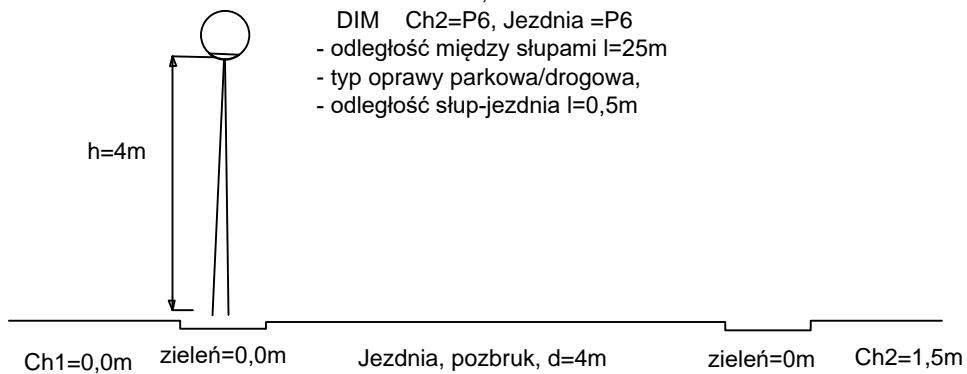 DIM Ch2=P6, Jezdnia =P6
- odległość między słupami l=25m
- typ oprawy parkowa/drogowa,
- odległość słup-jezdnia l=0,5m
h=4m
Ch1=0,0m zieleń=0,0m Jezdnia, pozbruk, d=4m zieleń=0m Ch2=1,5m